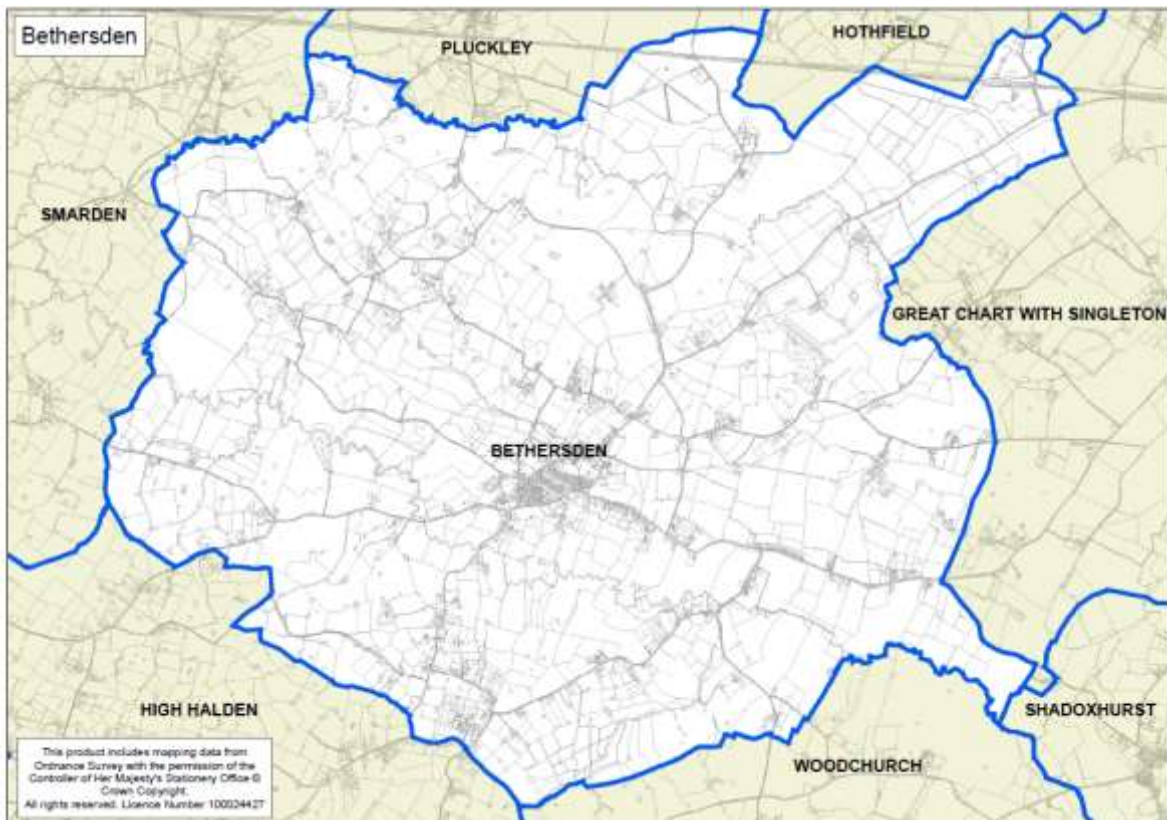 Bethersden
PLUCKLEY
HOTHFIELD
SMARDEN
GREAT CHART WITH SINGLETON
BETHERSDEN
HIGH HALDEN
SHADOXHURST
WOODCHURCH
This product includes mapping data from
Ordnance Survey with the permission of the
Controller of Her Majesty's Stationery Office ©
Crown Copyright.
All rights reserved. Licence Number 100024427